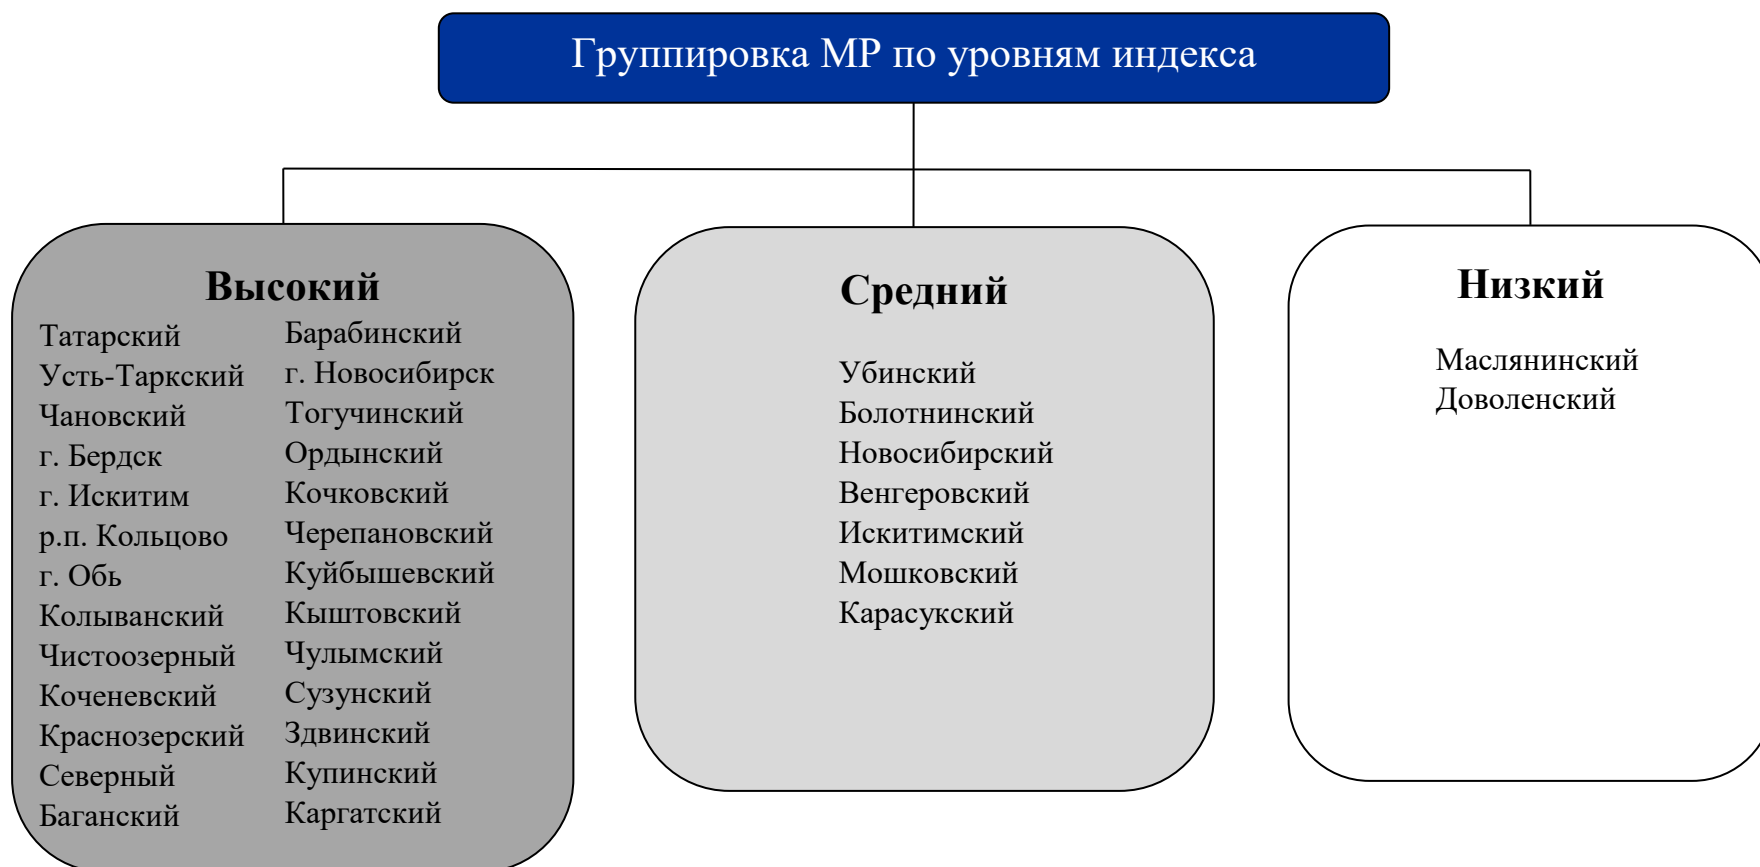 Группировка МР по уровням индекса
Высокий
Татарский
Усть-Таркский
Чановский
г. Бердск
г. Искитим
р.п. Кольцово
г. Обь
Колыванский
Чистоозерный
Коченевский
Краснозерский
Северный
Баганский
Барабинский
г. Новосибирск
Тогучинский
Ордынский
Кочковский
Черепановский
Куйбышевский
Кыштовский
Чулымский
Сузунский
Здвинский
Купинский
Каргатский
Средний
Убинский
Болотнинский
Новосибирский
Венгеровский
Искитимский
Мошковский
Карасукский
Низкий
Маслянинский
Доволенский